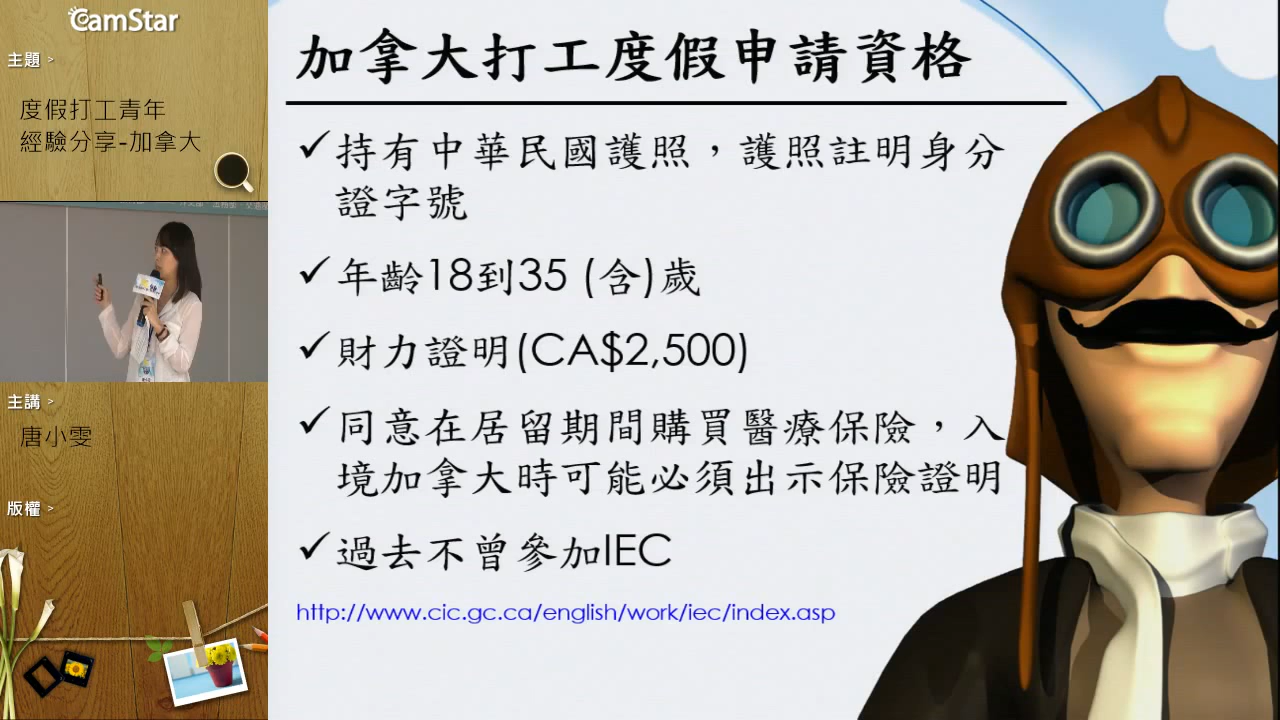 CamStar
主題 >
度假打工青年
經驗分享-加拿大
主講 >
唐小雯
版權 >
加拿大打工度假申請資格
✓持有中華民國護照，護照註明身分
證字號
✓年齡18到35 (含)歲
✓財力證明(CA$2,500)
✓同意在居留期間購買醫療保險，入
境加拿大時可能必須出示保險證明
✓過去不曾參加IEC
http://www.cic.gc.ca/english/work/iec/index.asp